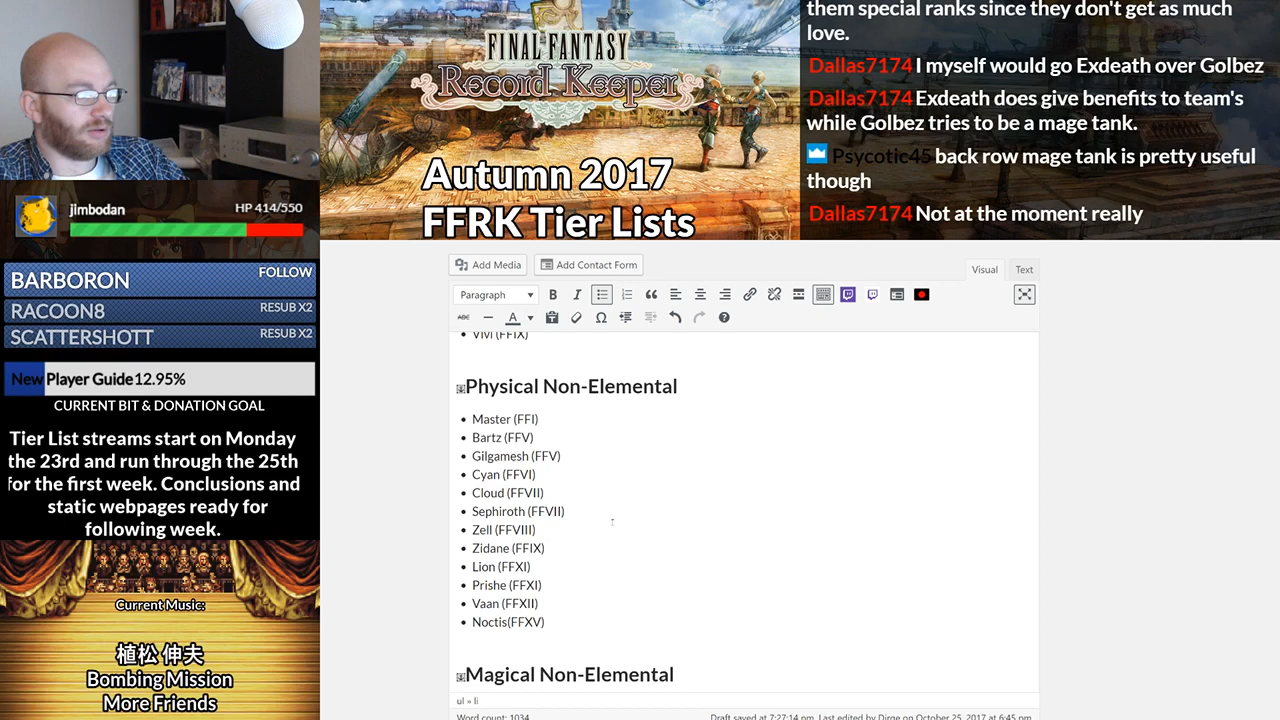 FINAL FANTASY
Record Keeper
Autumn 2017
FFRK Tier Lists
them special ranks since they don't get as much
love.
Dallas7174 I myself would go Exdeath over Golbez
Dallas7174 Exdeath does give benefits to team's
while Golbez tries to be a mage tank.
Psycotic45 back row mage tank is pretty useful
though
Dallas7174 Not at the moment really
jimbodan HP 414/550
BARBORON FOLLOW
RACOON8 RESUB X2
SCATTERSHOTT RESUB X2
New Player Guide 12.95%
CURRENT BIT & DONATION GOAL
Tier List streams start on Monday
the 23rd and run through the 25th
for the first week. Conclusions and
static webpages ready for
following week.
Current Music:
植松 伸夫
Bombing Mission
More Friends
Add Media Add Contact Form Visual Text
Paragraph
ABC
Vivi (FFIX)
Physical Non-Elemental
Master (FFI)
Bartz (FFV)
Gilgamesh (FFV)
Cyan (FFVI)
Cloud (FFVII)
Sephiroth (FFVII)
Zell (FFVIII)
Zidane (FFIX)
Lion (FFXI)
Prishe (FFXI)
Vaan (FFXII)
Noctis(FFXV)
Magical Non-Elemental
ul » li
Word count: 1034 Draft saved at 7:27:14 pm. Last edited by Dirge on October 25, 2017 at 6:45 pm.